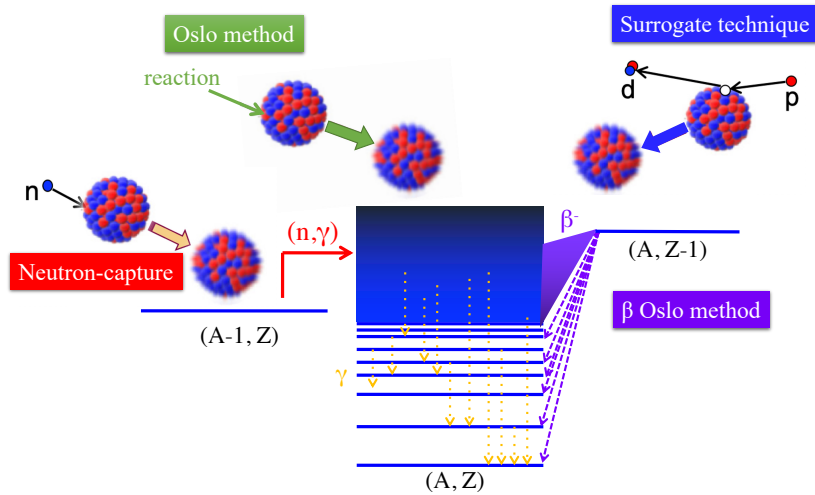 Oslo method
Surrogate technique
reaction
d
p
n
(n,γ)
β-
Neutron-capture
(A, Z-1)
(A-1, Z)
β Oslo method
γ
(A, Z)